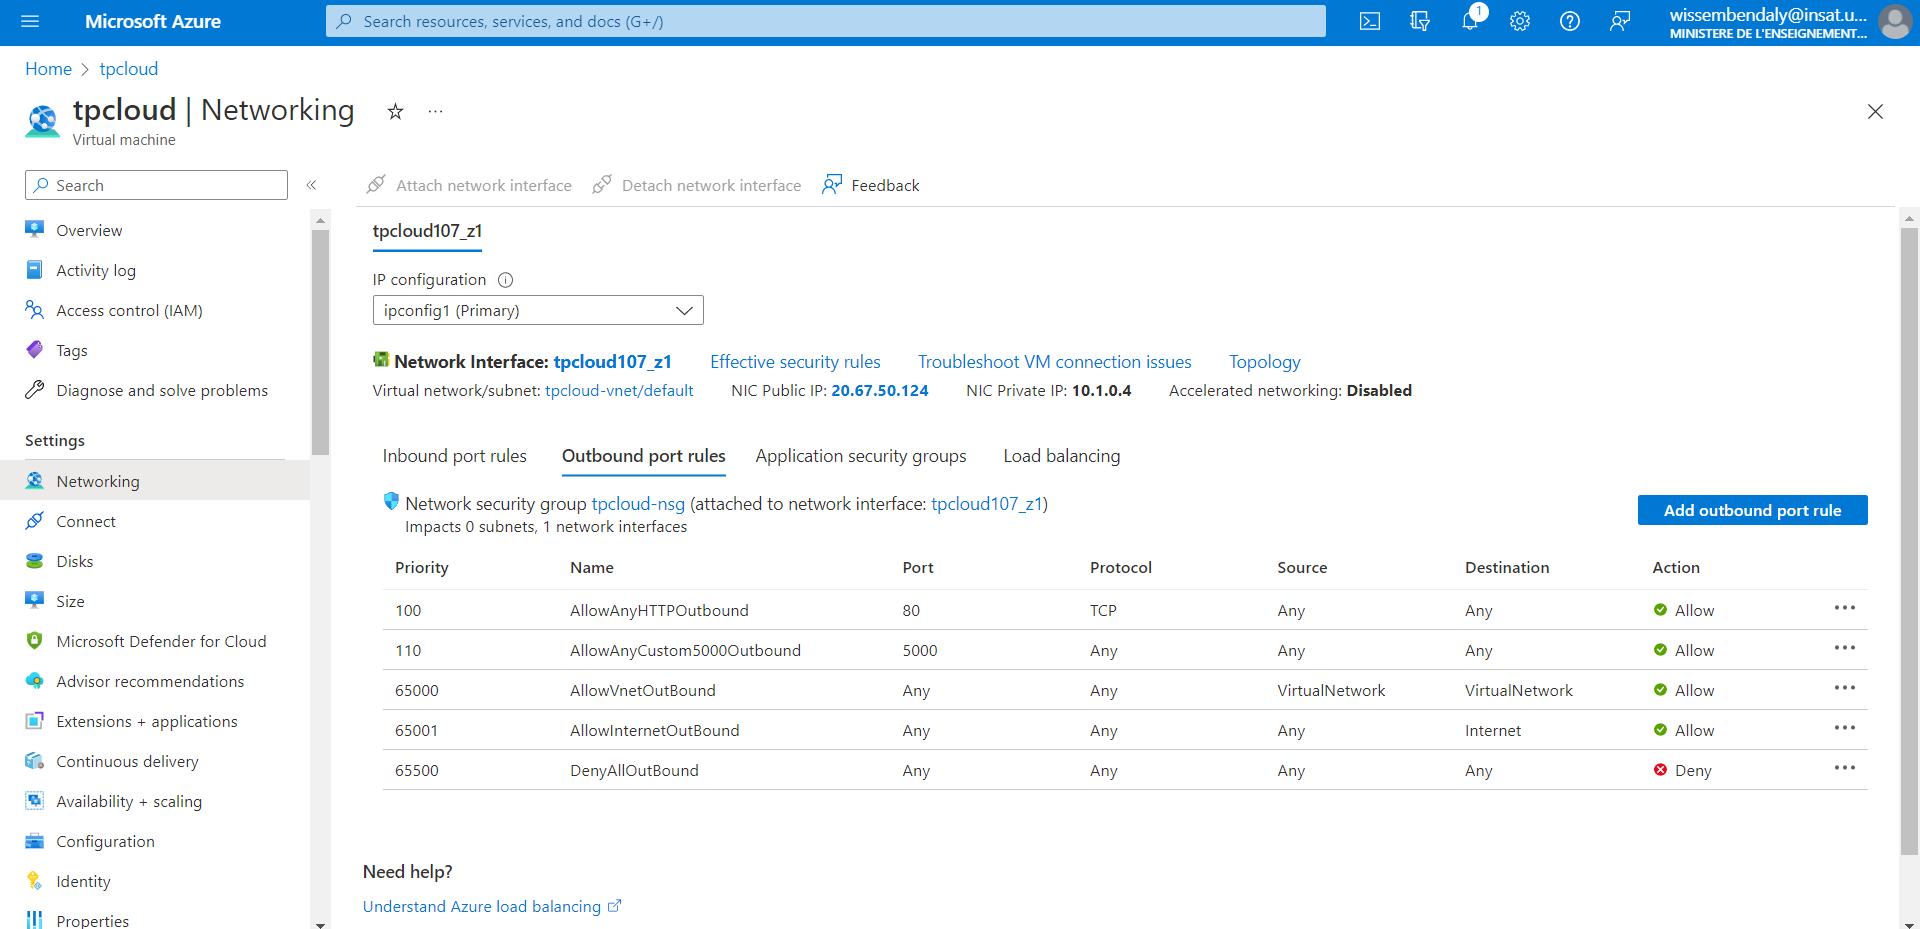 Microsoft Azure
Search resources, services, and docs (G+/)
1
wissembendaly@insat.u...
MINISTERE DE L'ENSEIGNEMENT...
Home > tpcloud
tpcloud | Networking
Virtual machine
Search
«
Attach network interface
Detach network interface
Feedback
Overview
Activity log
Access control (IAM)
Tags
Diagnose and solve problems
Settings
Networking
Connect
Disks
Size
Microsoft Defender for Cloud
Advisor recommendations
Extensions + applications
Continuous delivery
Availability + scaling
Configuration
Identity
Properties
tpcloud107_z1
IP configuration
ipconfig1 (Primary)
Network Interface: tpcloud107_z1 Effective security rules Troubleshoot VM connection issues Topology
Virtual network/subnet: tpcloud-vnet/default NIC Public IP: 20.67.50.124 NIC Private IP: 10.1.0.4 Accelerated networking: Disabled
Inbound port rules Outbound port rules Application security groups Load balancing
Network security group tpcloud-nsg (attached to network interface: tpcloud107_z1)
Impacts 0 subnets, 1 network interfaces
Add outbound port rule
Priority Name Port Protocol Source Destination Action
100 AllowAnyHTTPOutbound 80 TCP Any Any Allow
110 AllowAnyCustom5000Outbound 5000 Any Any Any Allow
65000 AllowVnetOutBound Any Any VirtualNetwork VirtualNetwork Allow
65001 AllowInternetOutBound Any Any Any Internet Allow
65500 DenyAllOutBound Any Any Any Any Deny
Need help?
Understand Azure load balancing